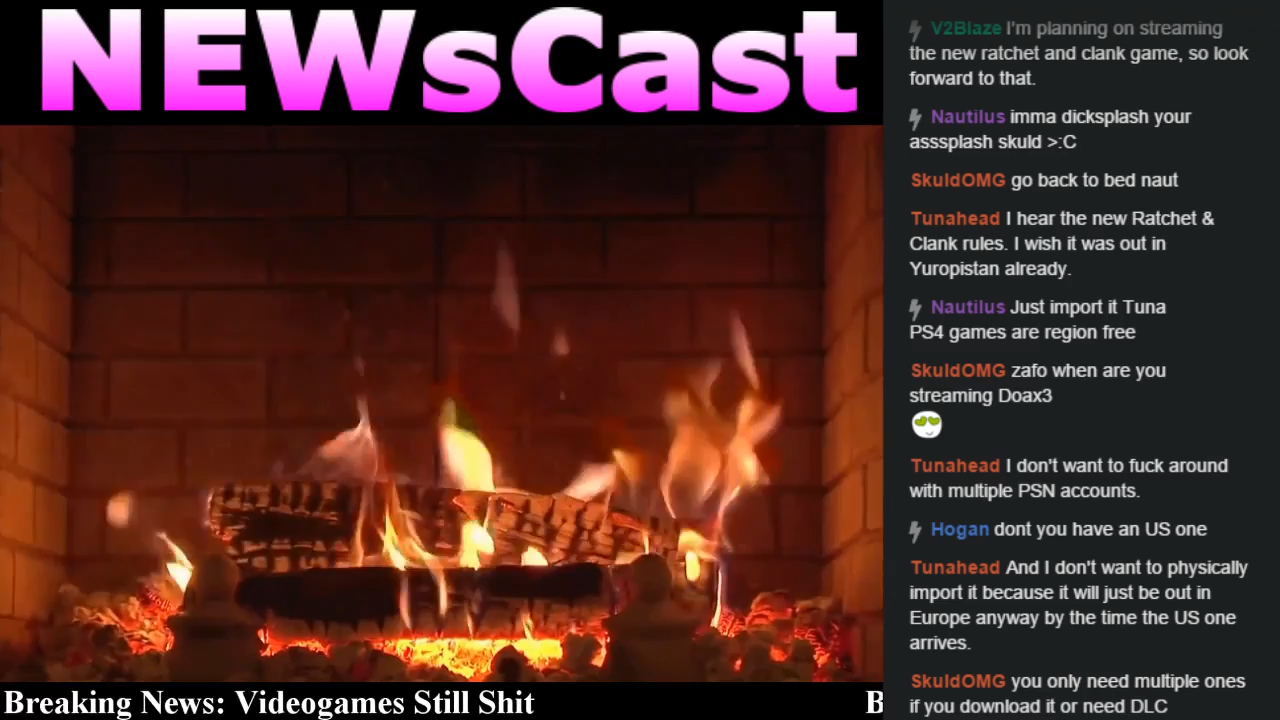 NEWsCast
V2Blaze I'm planning on streaming
the new ratchet and clank game, so look
forward to that.
Nautilus imma dicksplash your
asssplash skuld >:C
SkuldOMG go back to bed naut
Tunahead I hear the new Ratchet &
Clank rules. I wish it was out in
Yuropistan already.
Nautilus Just import it Tuna
PS4 games are region free
SkuldOMG zafo when are you
streaming Doax3
Tunahead I don't want to fuck around
with multiple PSN accounts.
Hogan dont you have an US one
Tunahead And I don't want to physically
import it because it will just be out in
Europe anyway by the time the US one
arrives.
SkuldOMG you only need multiple ones
if you download it or need DLC
Breaking News: Videogames Still Shit
B